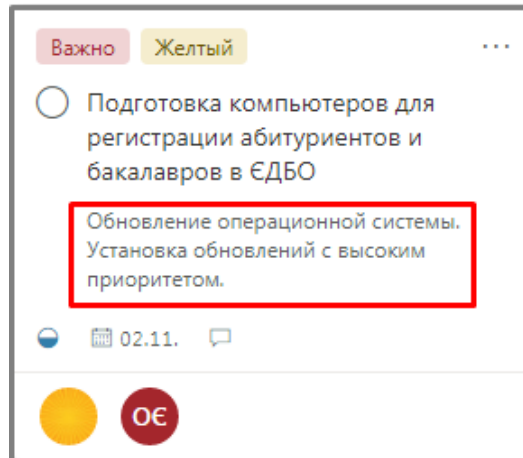 Важно Желтый ...
Подготовка компьютеров для
регистрации абитуриентов и
бакалавров в ЄДБО
Обновление операционной системы.
Установка обновлений с высоким
приоритетом.
02.11.
ОЄ